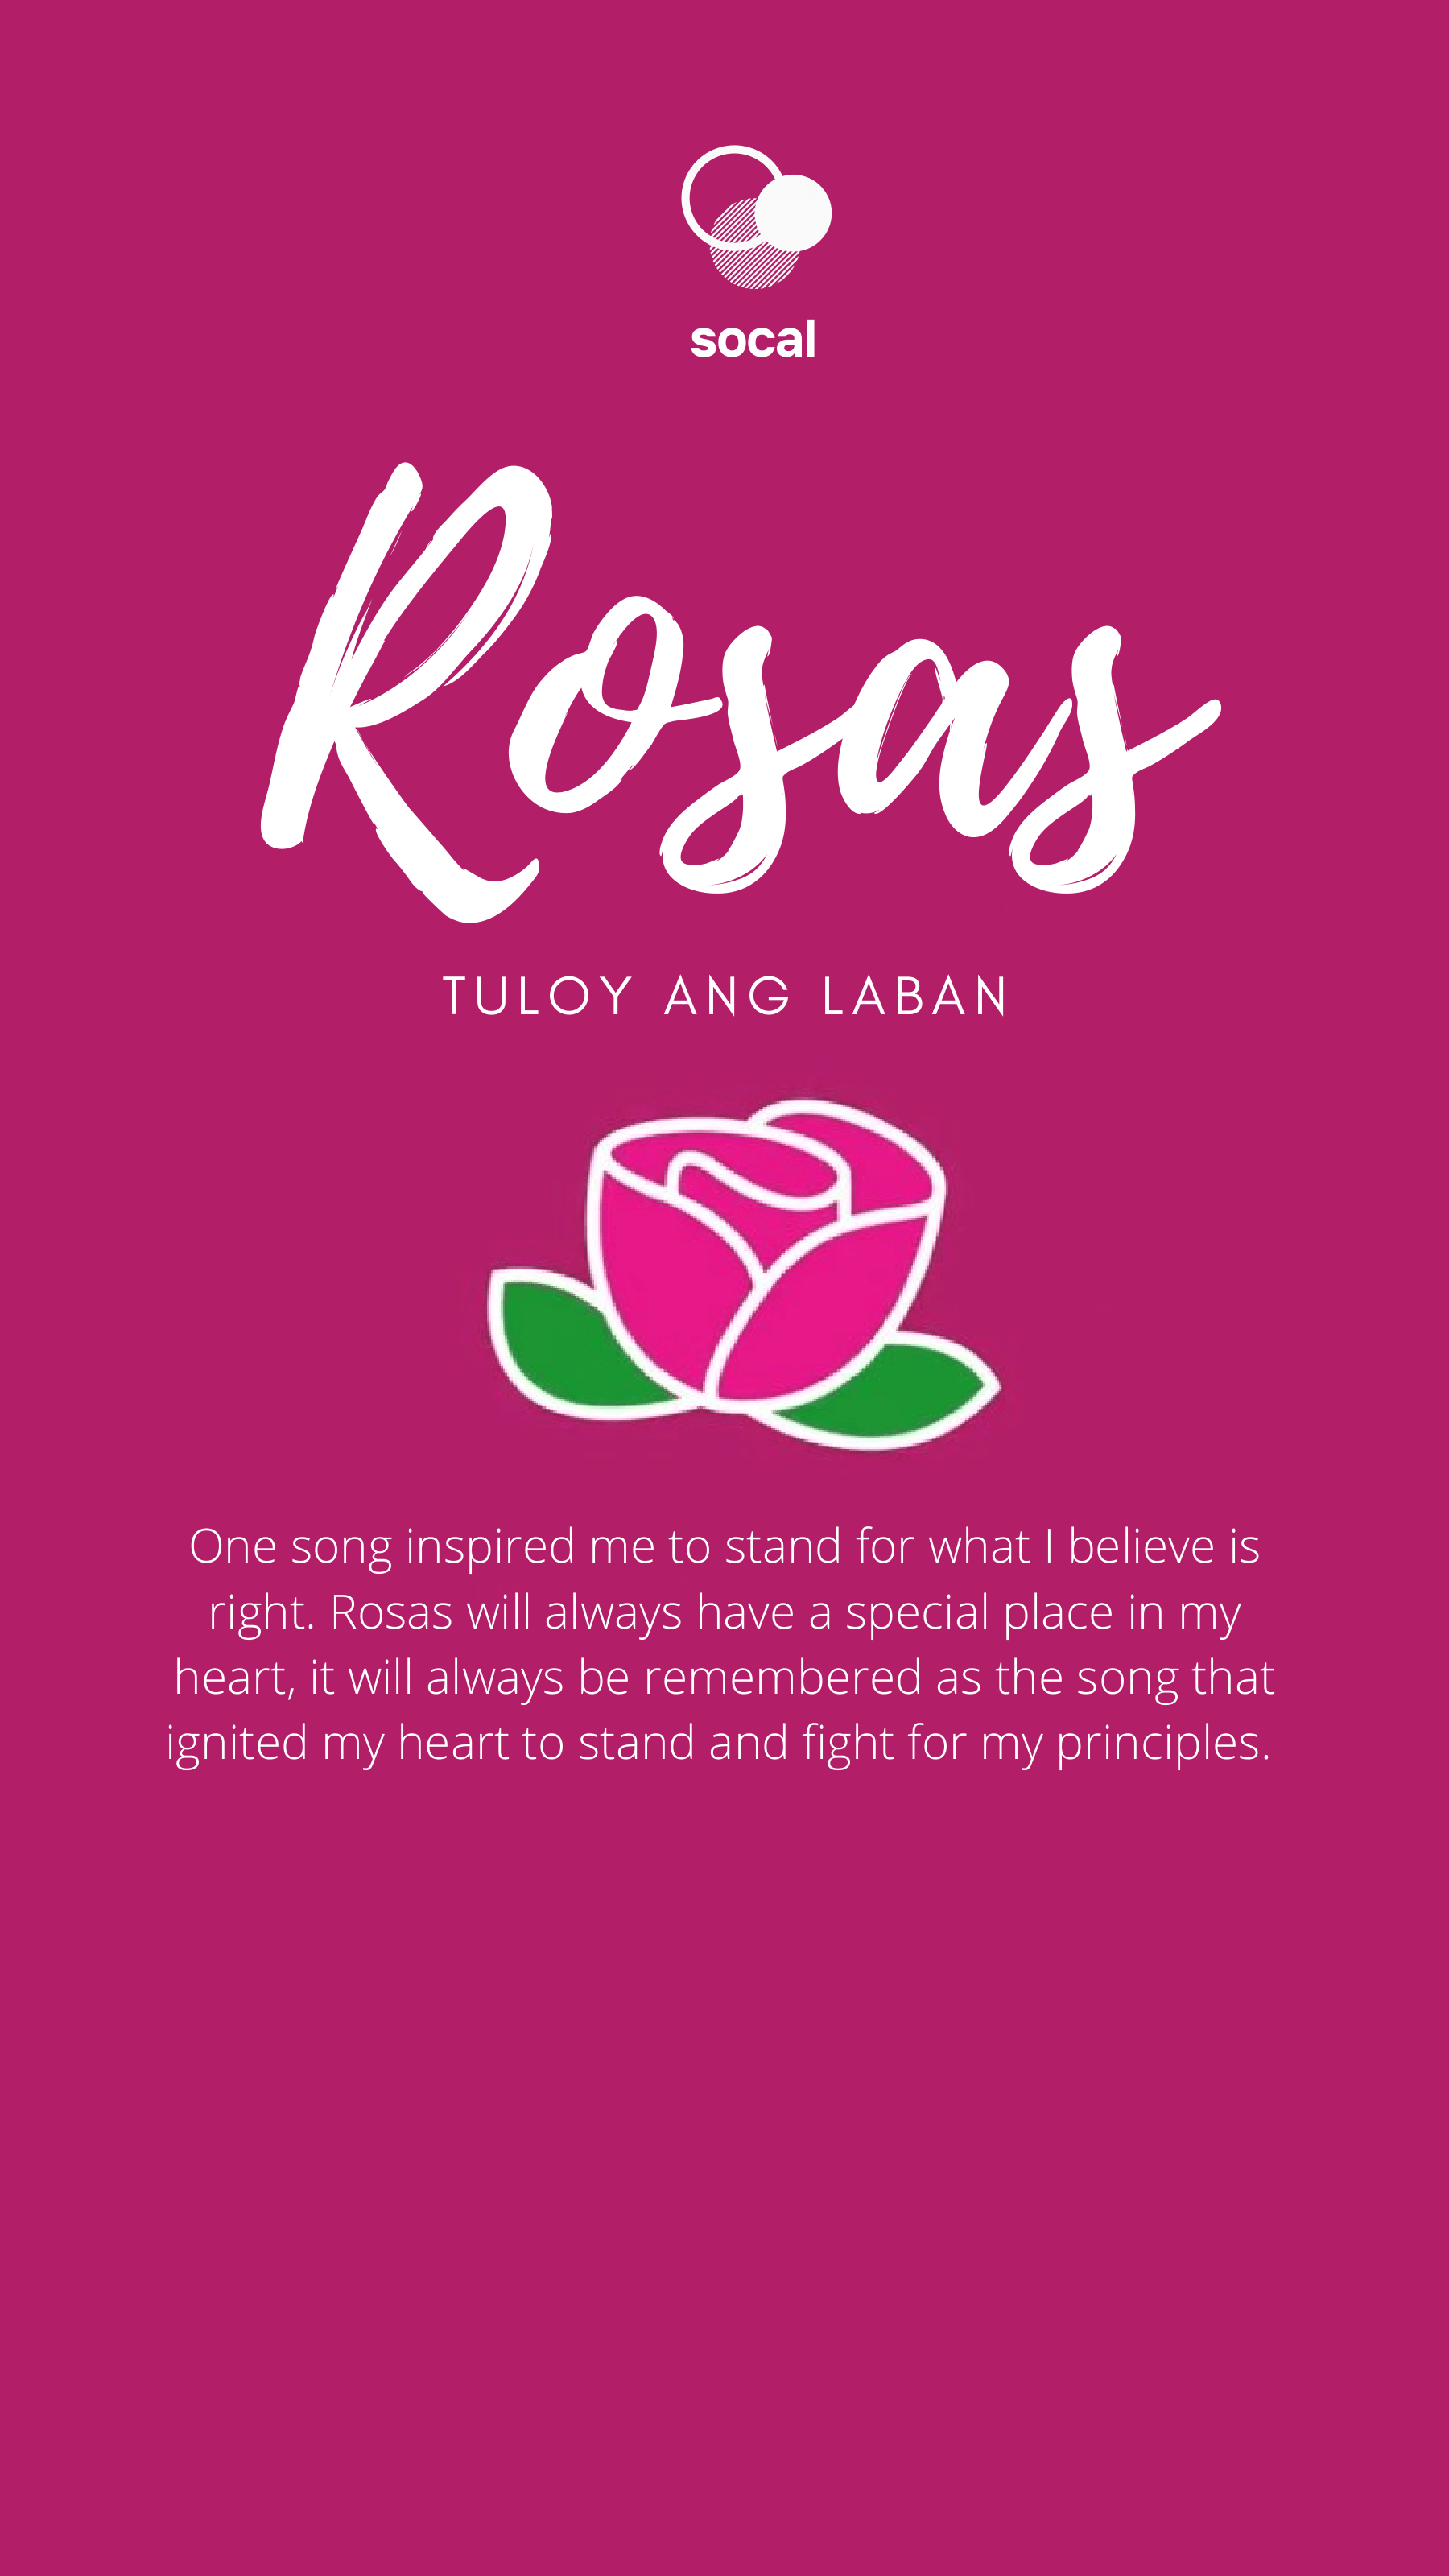 socal
Rosas
TULOY ANG LABAN
One song inspired me to stand for what I believe is
right. Rosas will always have a special place in my
heart, it will always be remembered as the song that
ignited my heart to stand and fight for my principles.